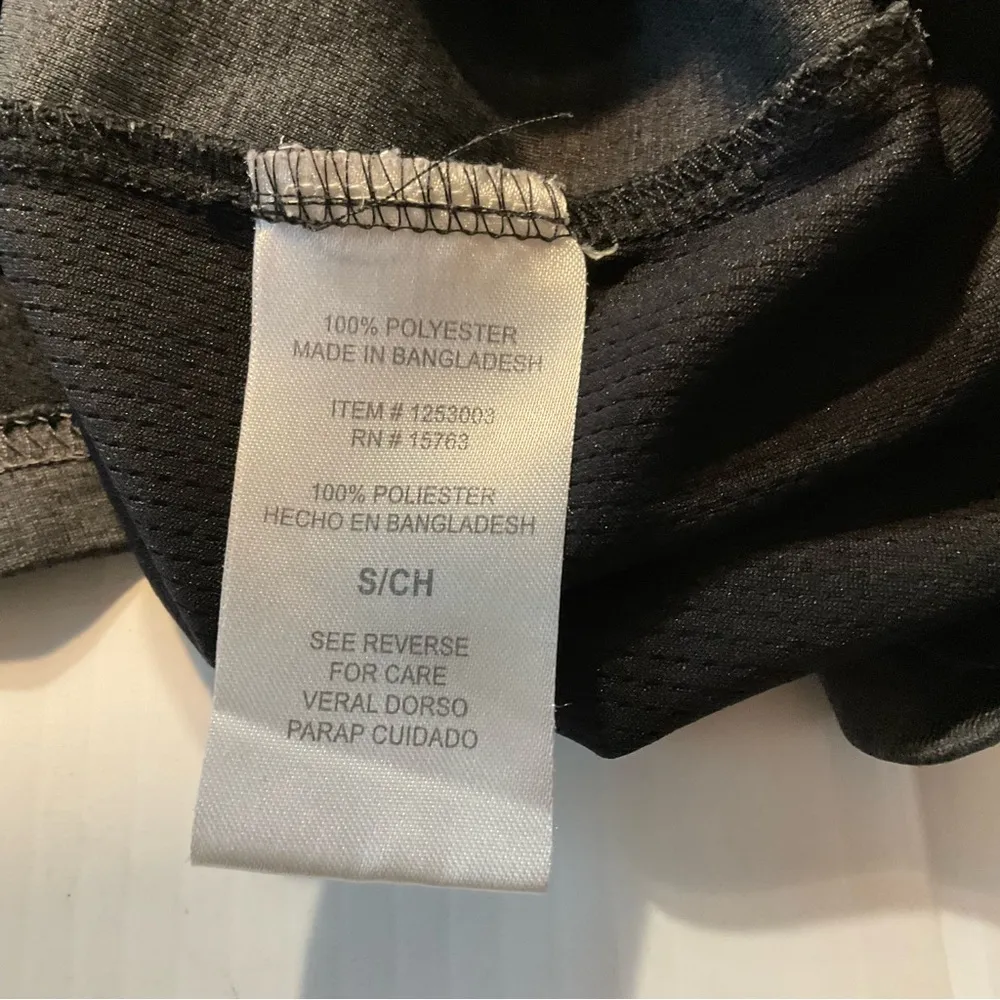 100% POLYESTER
MADE IN BANGLADESH
ITEM # 1253003
RN # 15763
100% POLIESTER
HECHO EN BANGLADESH
S/CH
SEE REVERSE
FOR CARE
VERAL DORSO
PARAP CUIDADO